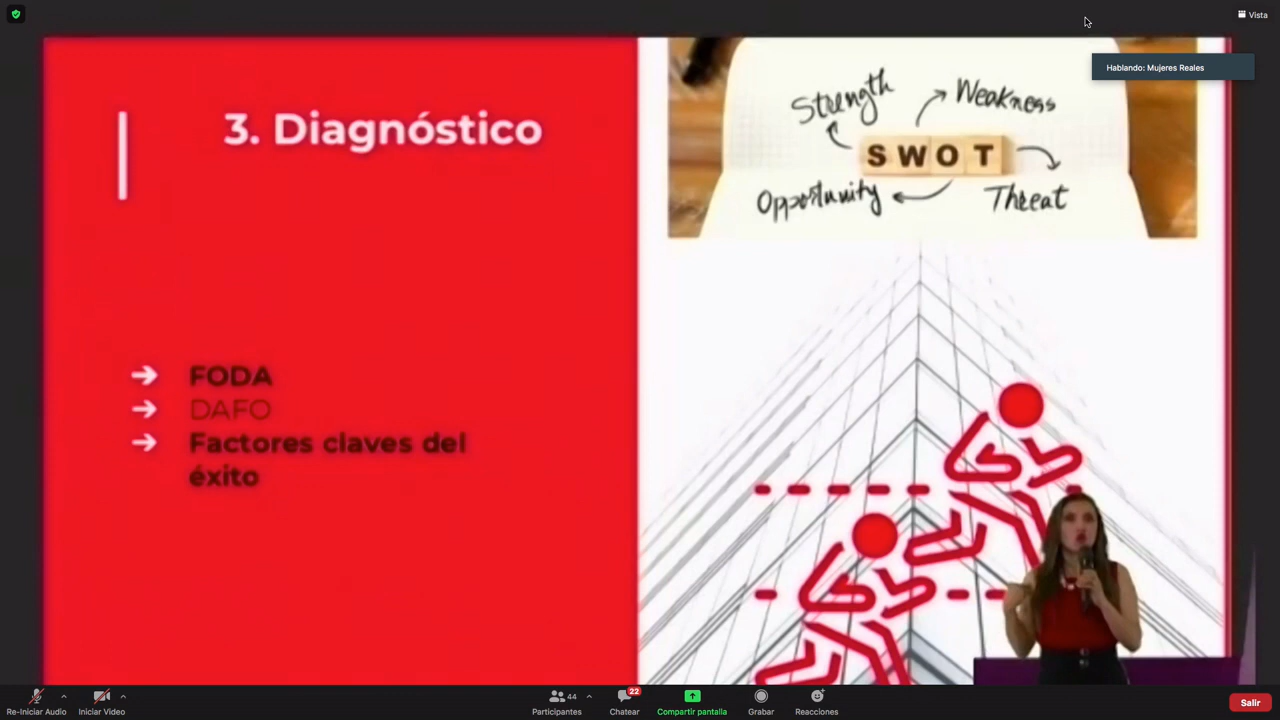 Vista
Hablando: Mujeres Reales
3. Diagnóstico
FODA
DAFO
Factores claves del
éxito
Strength
Weakness
SWOT
Opportunity
Threat
Re-Iniciar Audio
Iniciar Video
44
Participantes
22
Chatear
Compartir pantalla
Grabar
Reacciones
Salir